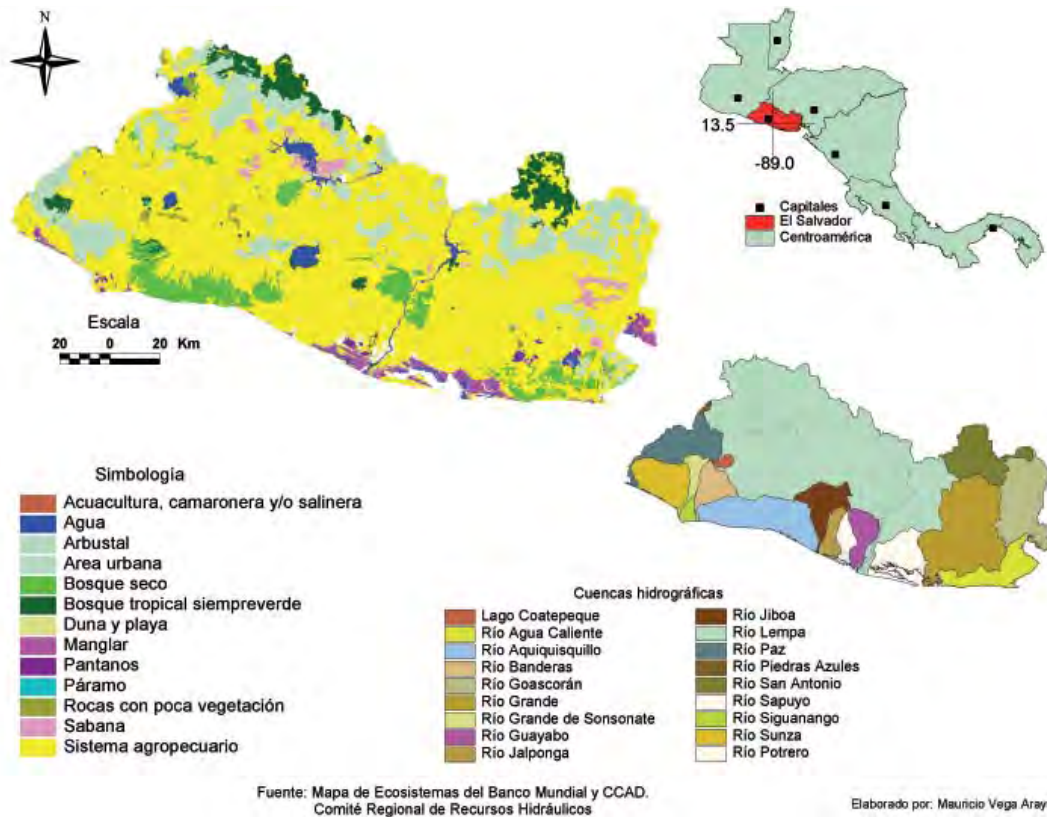 N
13.5
-89.0
Capitales
El Salvador
Centroamérica
Escala
20 0 20 Km
Simbología
Acuacultura, camaronera y/o salinera
Agua
Arbustal
Area urbana
Bosque seco
Bosque tropical siempreverde
Duna y playa
Manglar
Pantanos
Páramo
Rocas con poca vegetación
Sabana
Sistema agropecuario
Cuencas hidrográficas
Lago Coatepeque
Río Agua Caliente
Río Aquiquisquillo
Río Banderas
Río Goascorán
Río Grande
Río Grande de Sonsonate
Río Guayabo
Río Jalponga
Río Jiboa
Río Lempa
Río Paz
Río Piedras Azules
Río San Antonio
Río Sapuyo
Río Siguanango
Río Sunza
Río Potrero
Fuente: Mapa de Ecosistemas del Banco Mundial y CCAD.
Comité Regional de Recursos Hidráulicos
Elaborado por: Mauricio Vega Aray